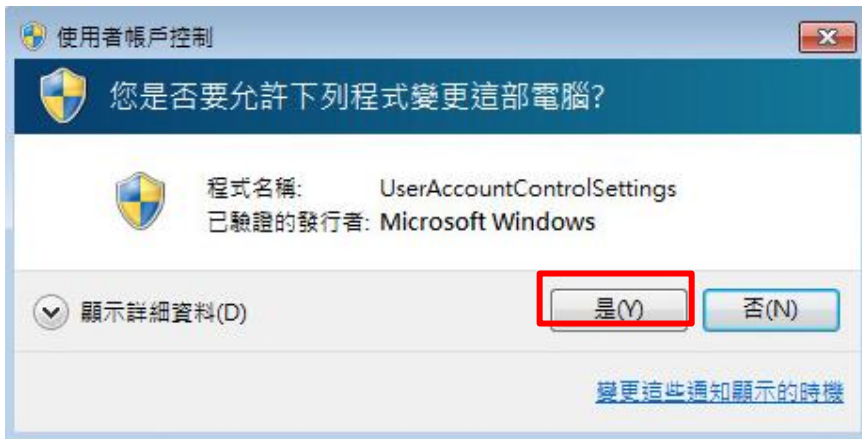 使用者帳戶控制
您是否要允許下列程式變更這部電腦?
程式名稱: UserAccountControlSettings
已驗證的發行者: Microsoft Windows
顯示詳細資料(D) 是(Y) 否(N)
變更這些通知顯示的時機